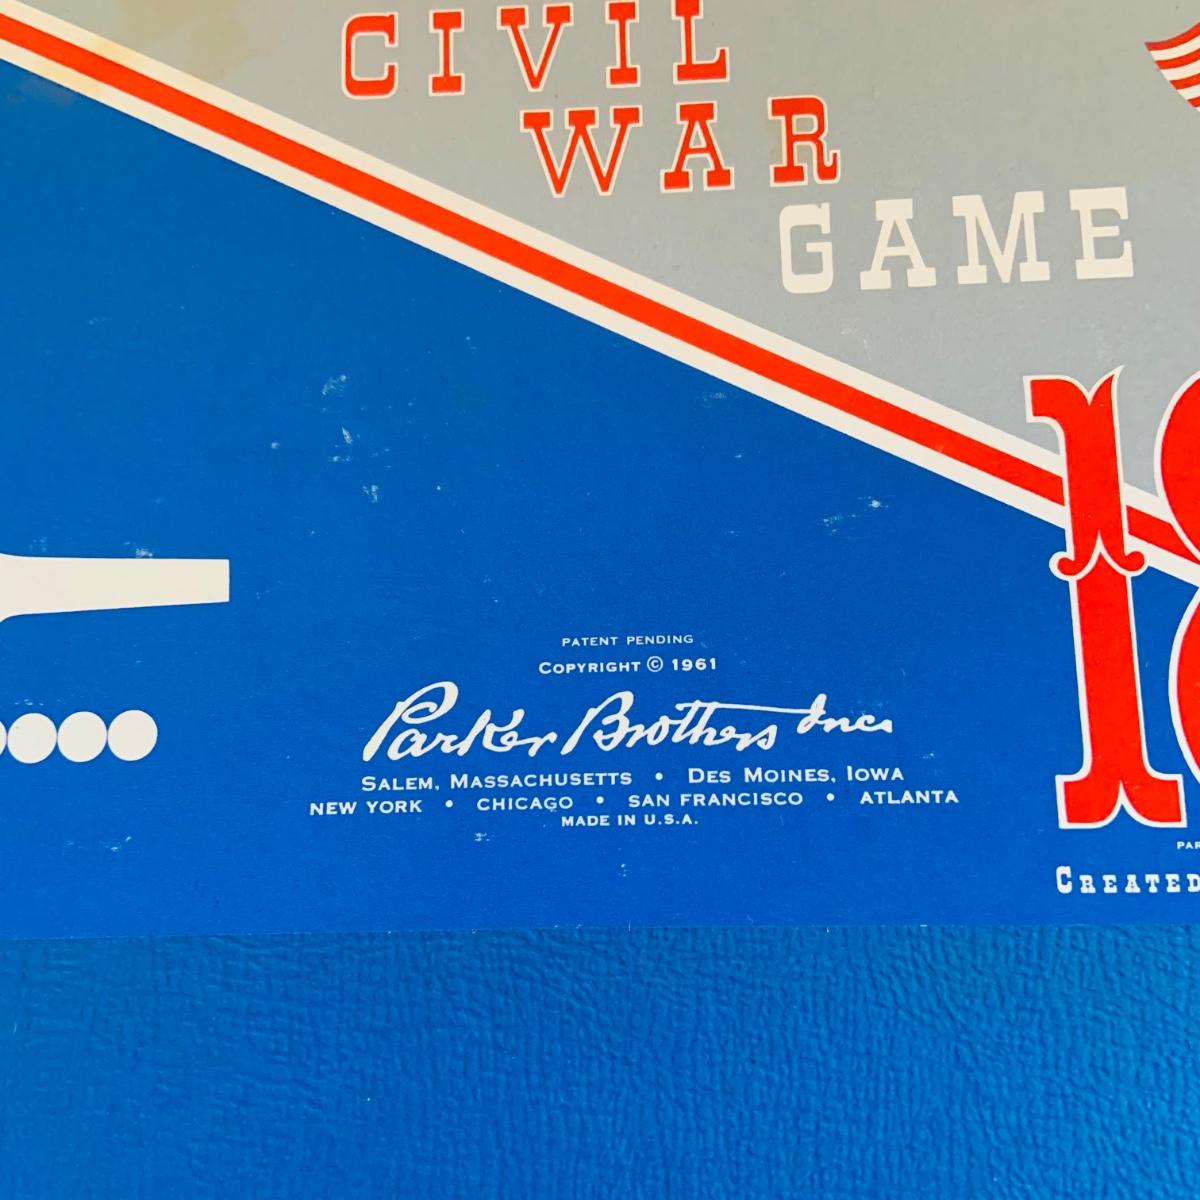 CIVIL
WAR
GAME
PATENT PENDING
COPYRIGHT © 1961
Parker Brothers Inc.
SALEM, MASSACHUSETTS • DES MOINES, IOWA
NEW YORK • CHICAGO • SAN FRANCISCO • ATLANTA
MADE IN U.S.A.
CREATED